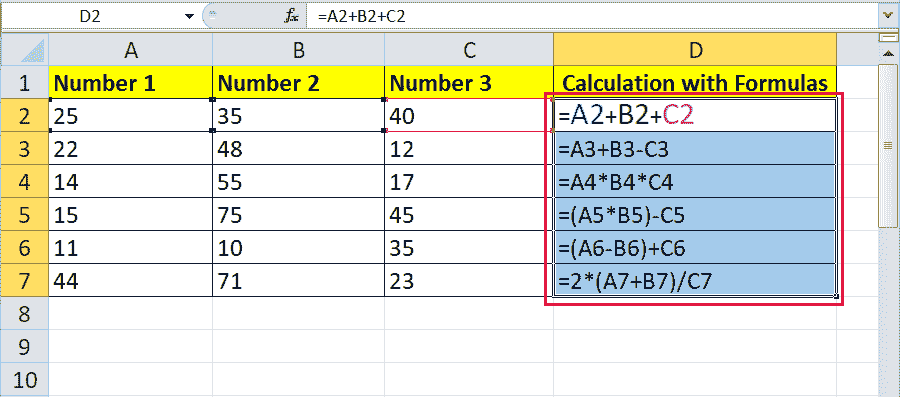 D2 fx =A2+B2+C2
A B C D
1 Number 1 Number 2 Number 3 Calculation with Formulas
2 25 35 40 =A2+B2+C2
3 22 48 12 =A3+B3-C3
4 14 55 17 =A4*B4*C4
5 15 75 45 =(A5*B5)-C5
6 11 10 35 =(A6-B6)+C6
7 44 71 23 =2*(A7+B7)/C7
8
9
10